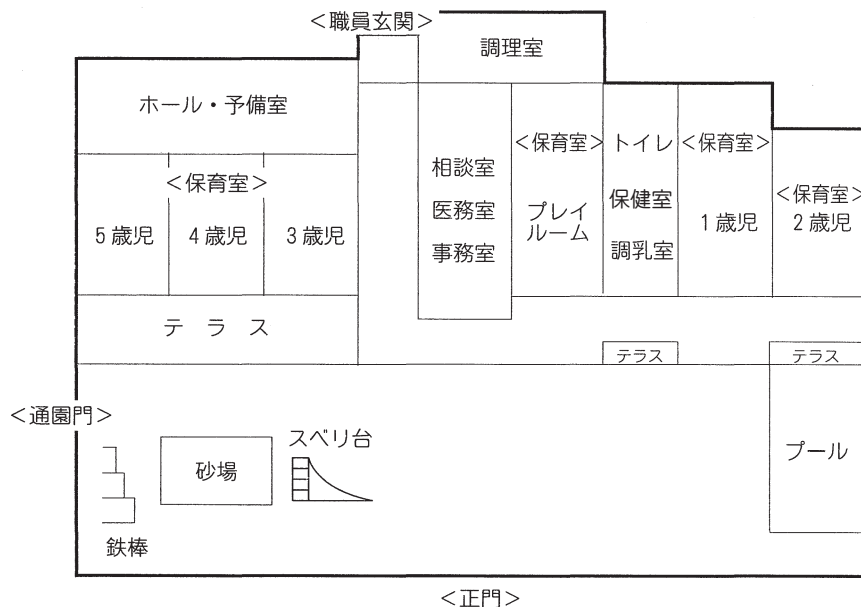 <職員玄関>
調理室
ホール・予備室
<保育室>
5歳児
4歳児
3歳児
テラス
相談室
医務室
事務室
<保育室>
プレイ
ルーム
トイレ
保健室
調乳室
<保育室>
1歳児
<保育室>
2歳児
テラス
テラス
<通園門>
砂場
スベリ台
鉄棒
プール
<正門>